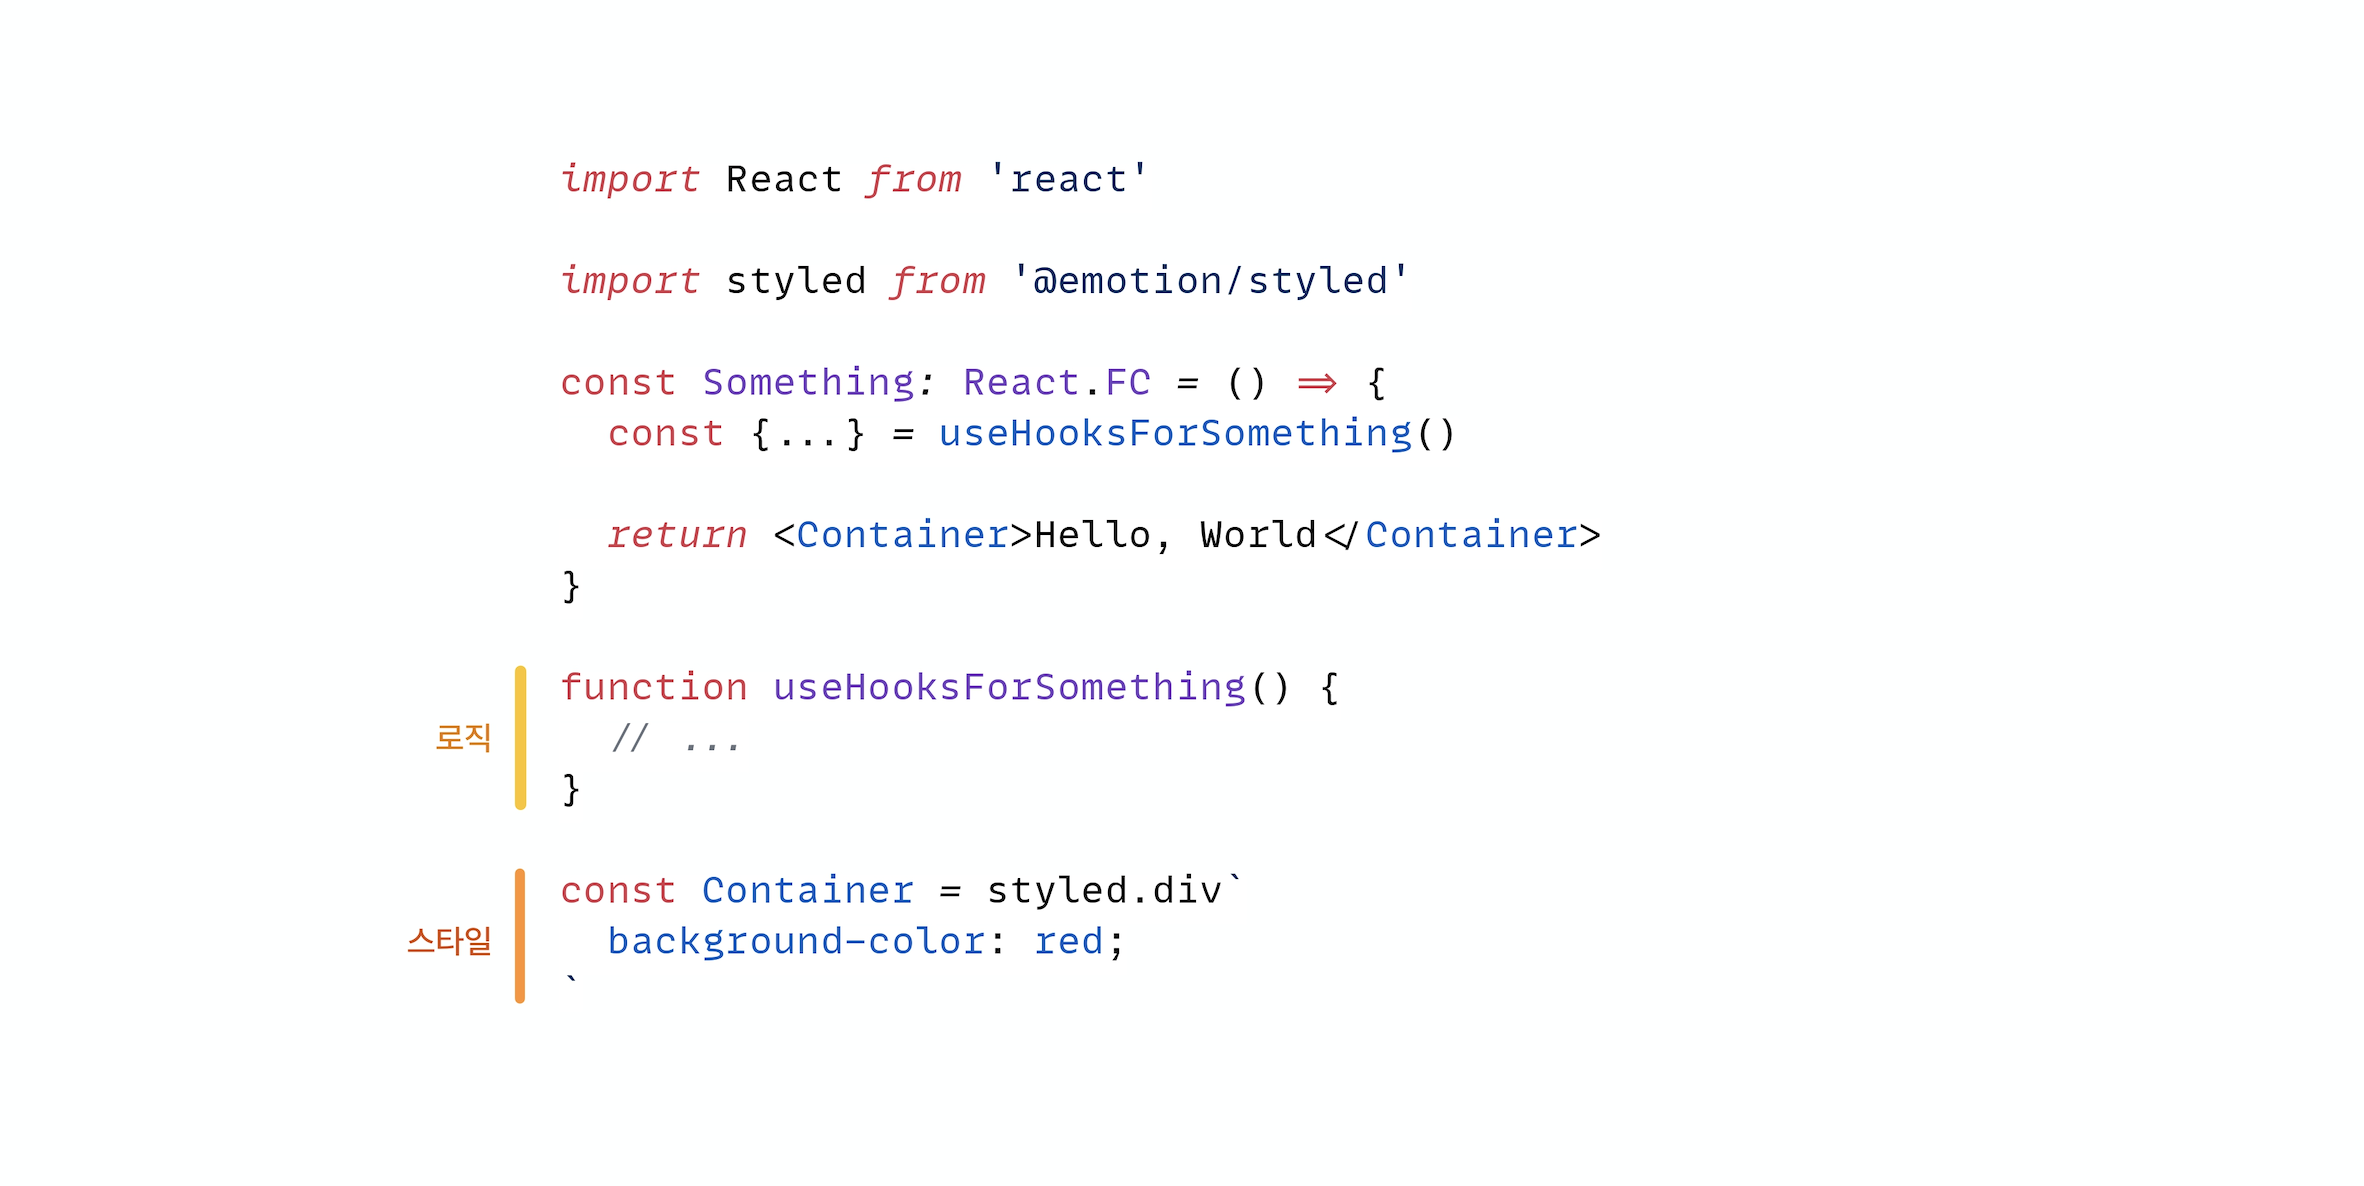 import React from 'react'
import styled from '@emotion/styled'
const Something: React.FC = () => {
  const {...} = useHooksForSomething()
  return <Container>Hello, World</Container>
}
function useHooksForSomething() {
로직
  // ...
}
const Container = styled.div`
스타일
  background-color: red;
`